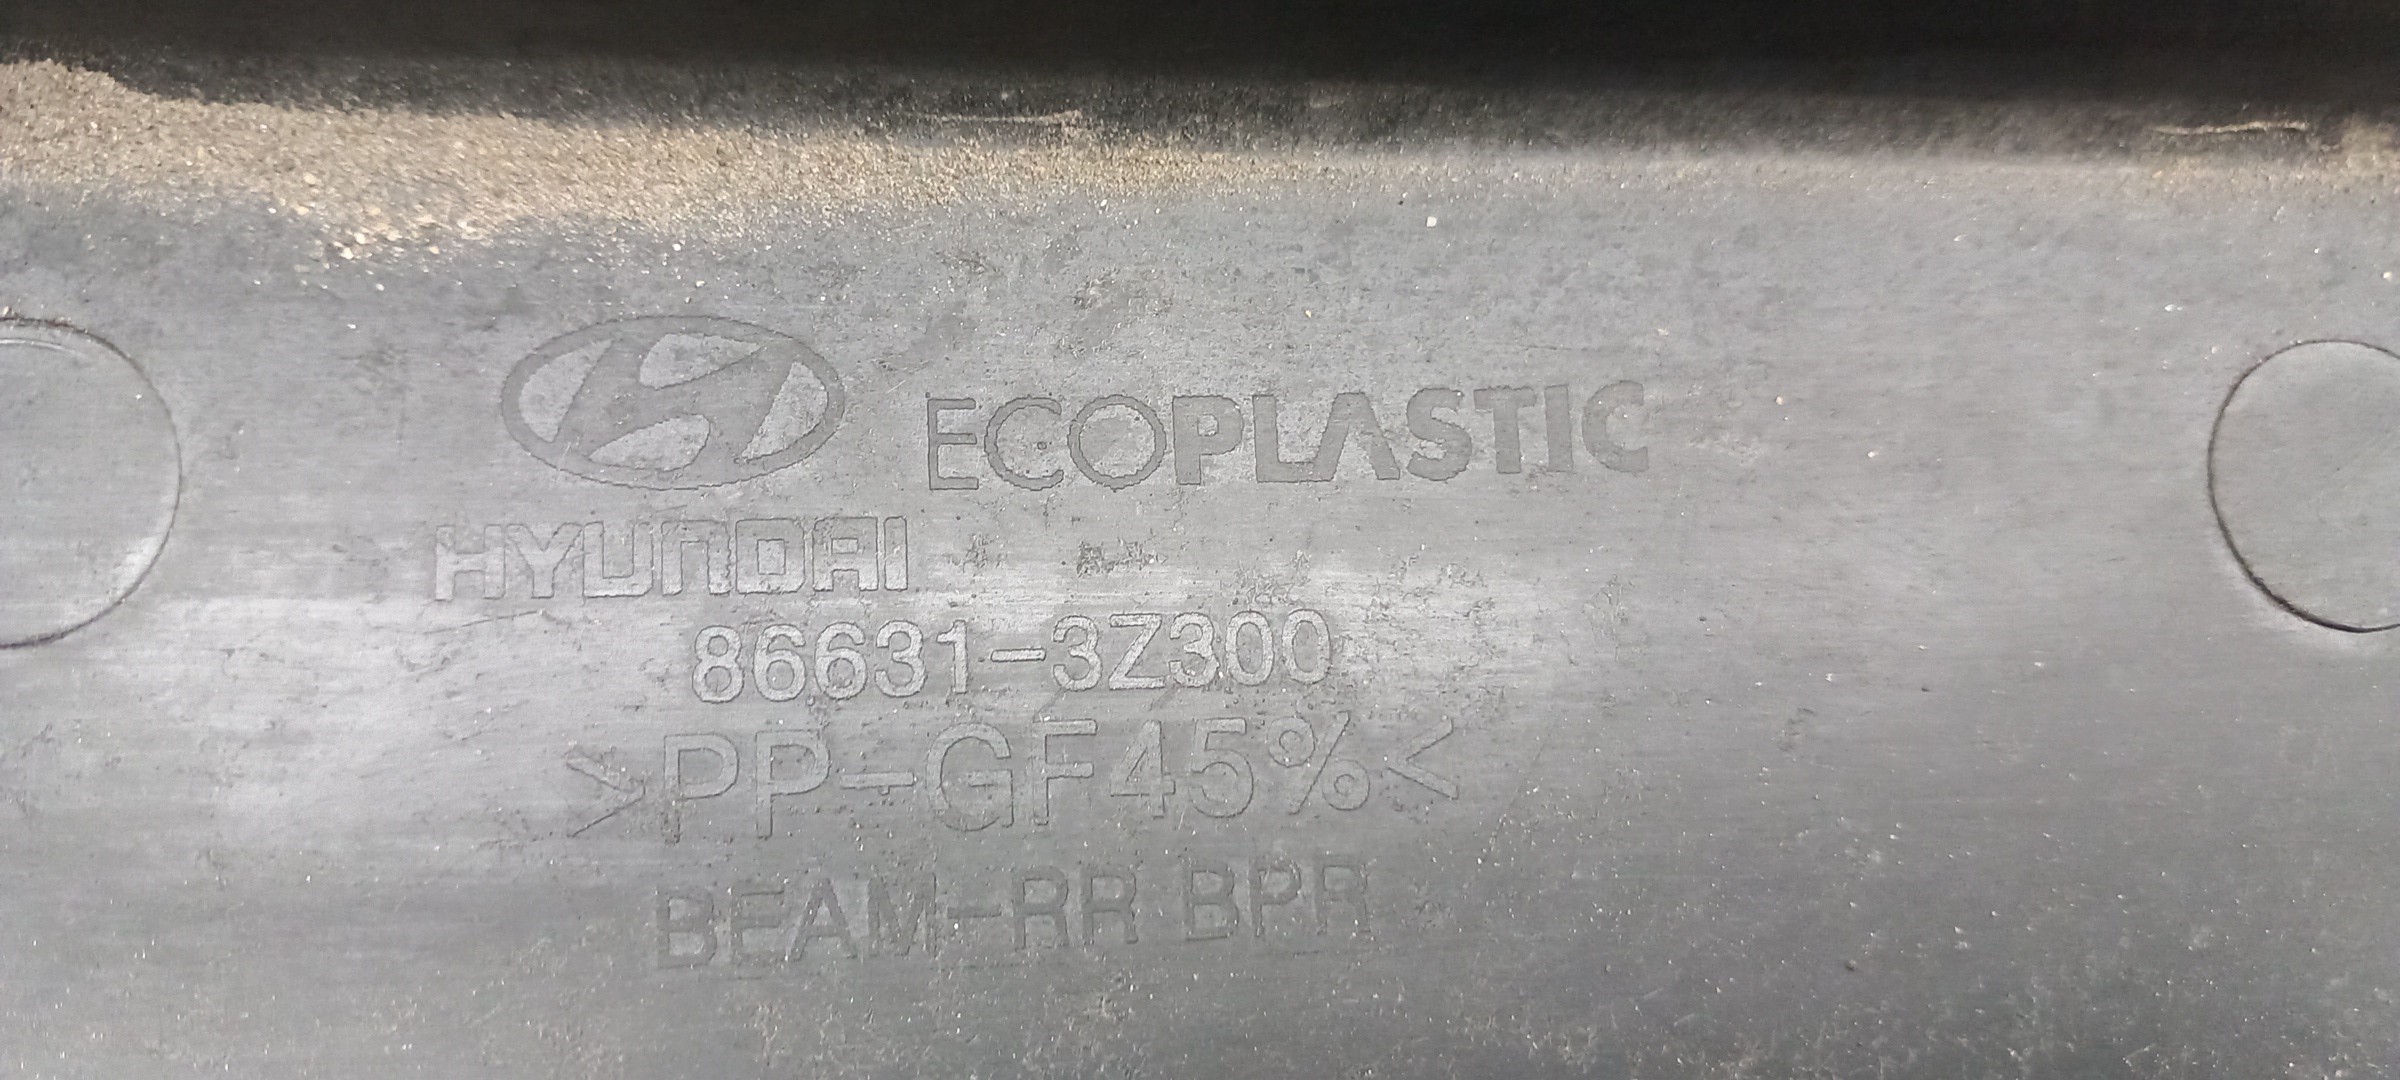 ECOPLASTIC
HYUNDAI
86631-3Z300
>PP-GF45%<
BEAM-RR BPR